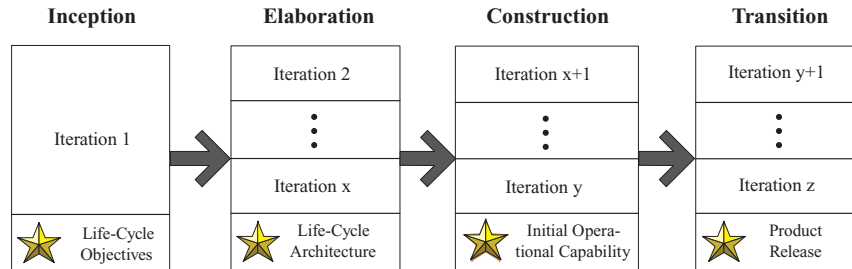 Inception
Iteration 1
Life-Cycle
Objectives
Elaboration
Iteration 2
Iteration x
Life-Cycle
Architecture
Construction
Iteration x+1
Iteration y
Initial Opera-
tional Capability
Transition
Iteration y+1
Iteration z
Product
Release